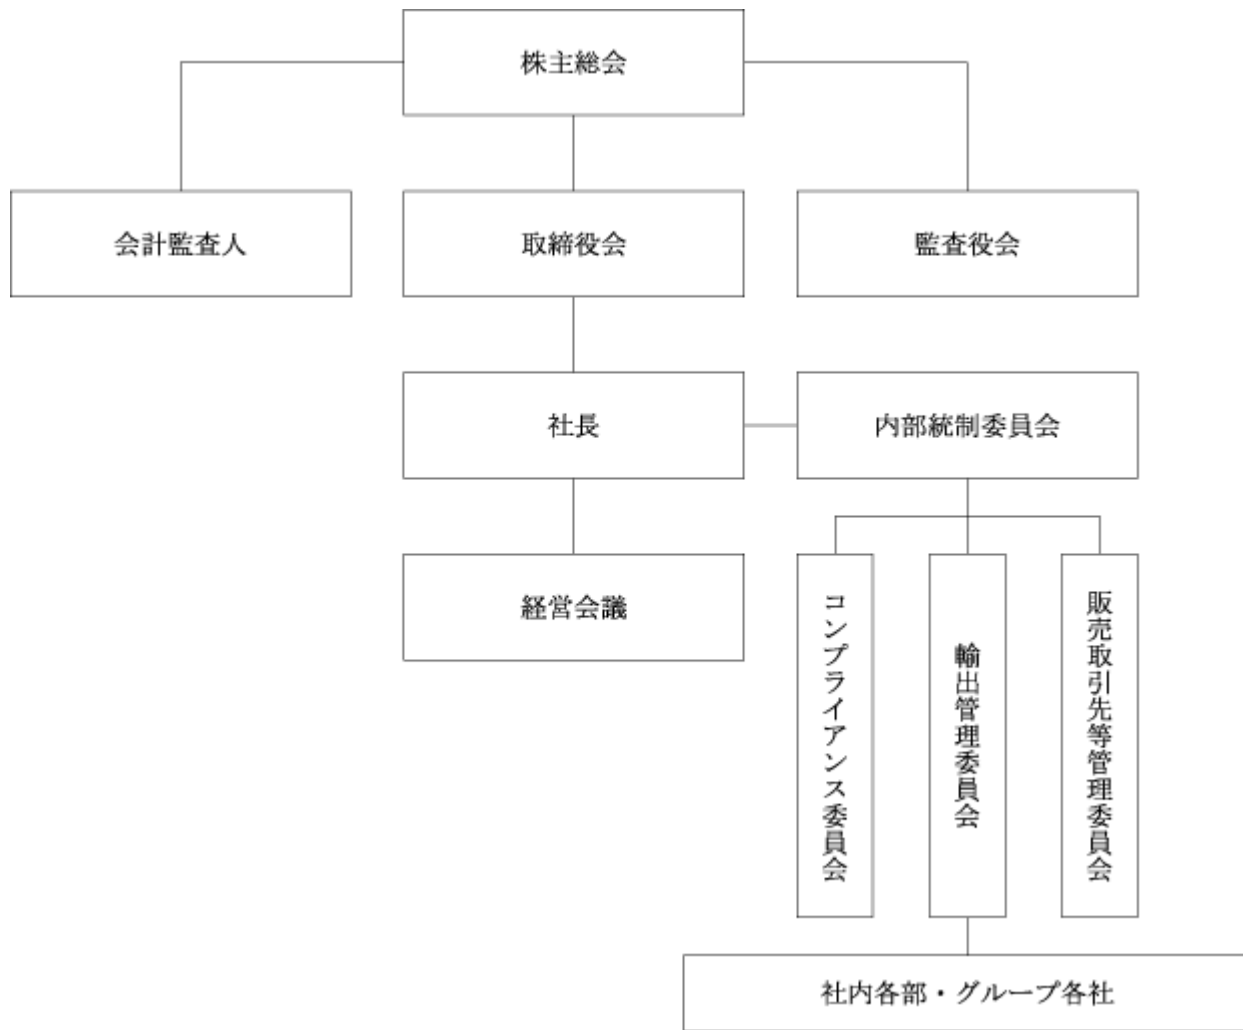 株主総会
会計監査人
取締役会
監査役会
社長
内部統制委員会
経営会議
コンプライアンス委員会
輸出管理委員会
販売取引先等管理委員会
社内各部・グループ各社